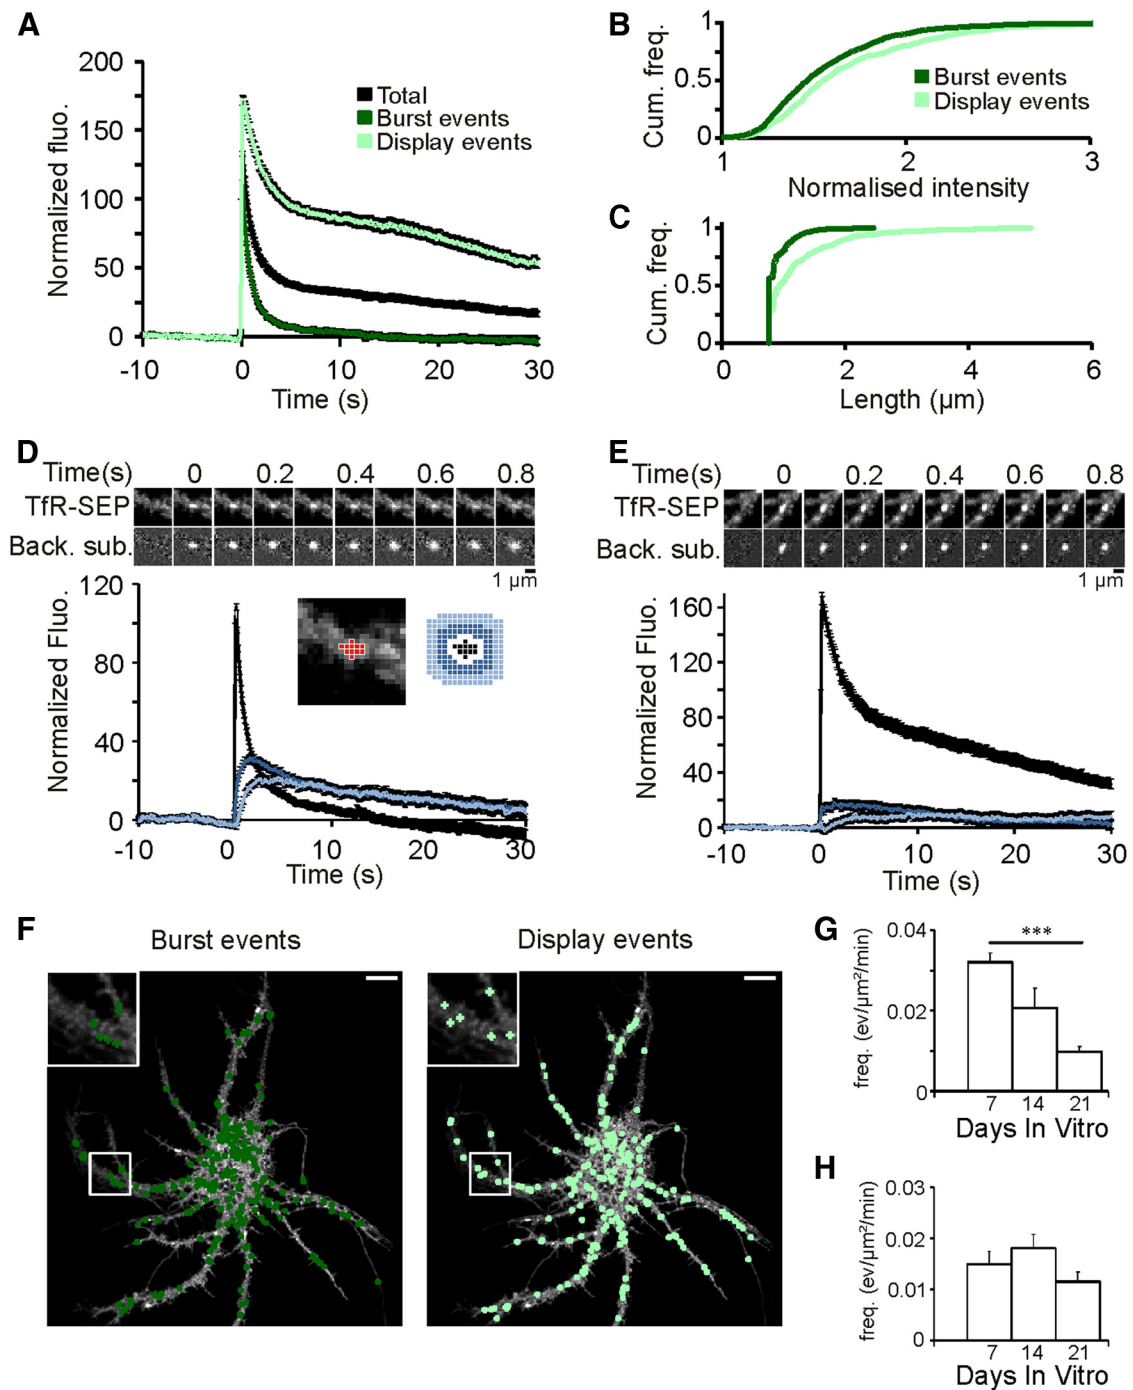 A
200
150
100
50
0
Normalized fluo.
Total
Burst events
Display events
-10 0 10 20 30
Time (s)
B
1
0.5
0
Cum. freq.
Burst events
Display events
1 2 3
Normalised intensity
C
1
0.5
0
Cum. freq.
0 2 4 6
Length (µm)
D
Time(s) 0 0.2 0.4 0.6 0.8
TfR-SEP
Back. sub.
1 µm
120
80
40
0
Normalized Fluo.
-10 0 10 20 30
Time (s)
E
Time(s) 0 0.2 0.4 0.6 0.8
TfR-SEP
Back. sub.
1 µm
160
120
80
40
0
Normalized Fluo.
-10 0 10 20 30
Time (s)
F
Burst events
Display events
G
0.04
0.02
0
freq. (ev/µm²/min)
***
7 14 21
Days In Vitro
H
0.03
0.02
0.01
0
freq. (ev/µm²/min)
7 14 21
Days In Vitro